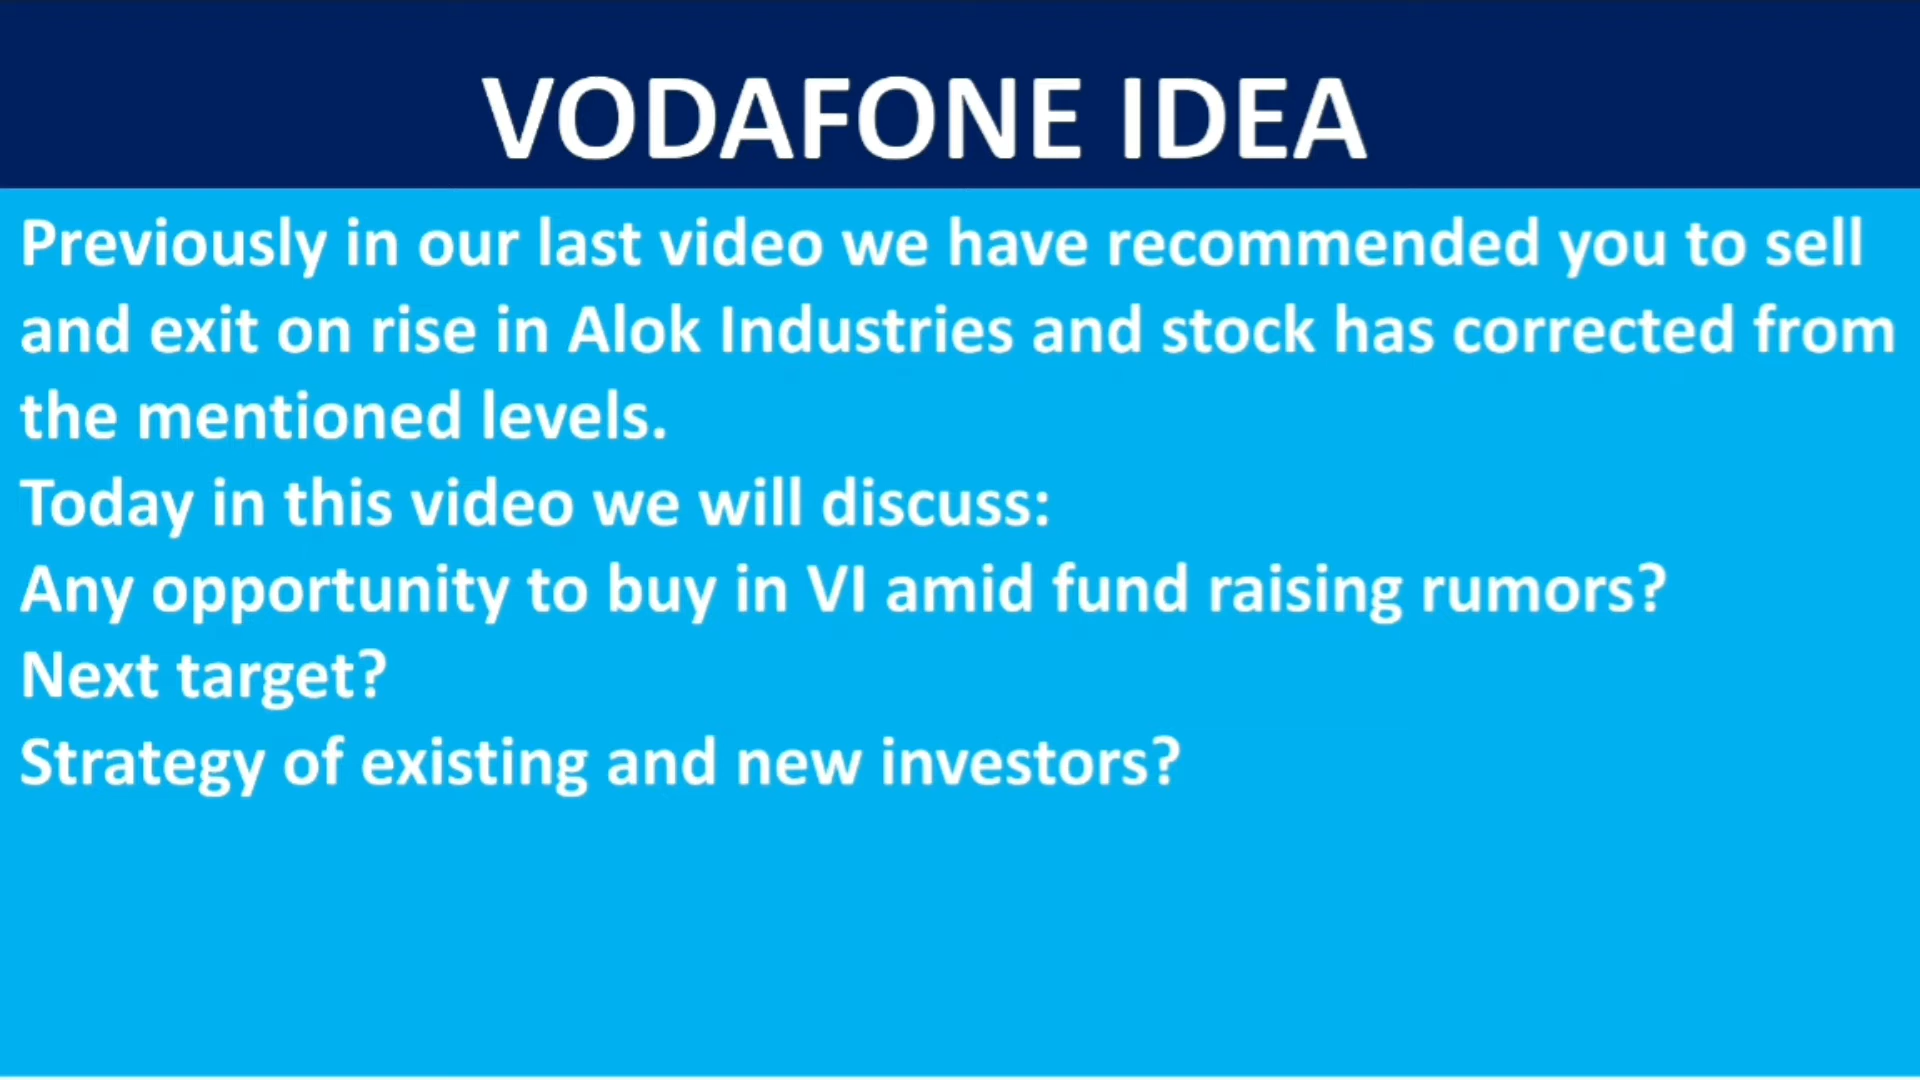 VODAFONE IDEA
Previously in our last video we have recommended you to sell
and exit on rise in Alok Industries and stock has corrected from
the mentioned levels.
Today in this video we will discuss:
Any opportunity to buy in VI amid fund raising rumors?
Next target?
Strategy of existing and new investors?